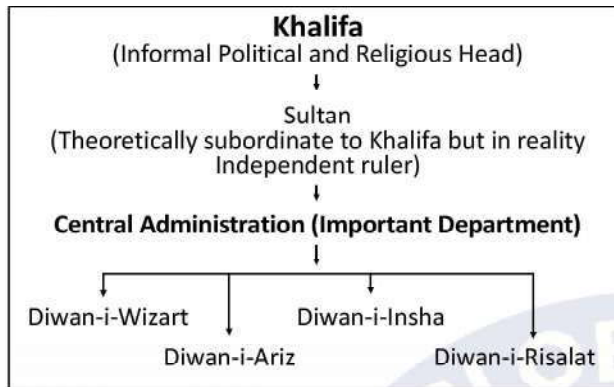 Khalifa
(Informal Political and Religious Head)
Sultan
(Theoretically subordinate to Khalifa but in reality
Independent ruler)
Central Administration (Important Department)
Diwan-i-Wizart
Diwan-i-Insha
Diwan-i-Ariz
Diwan-i-Risalat